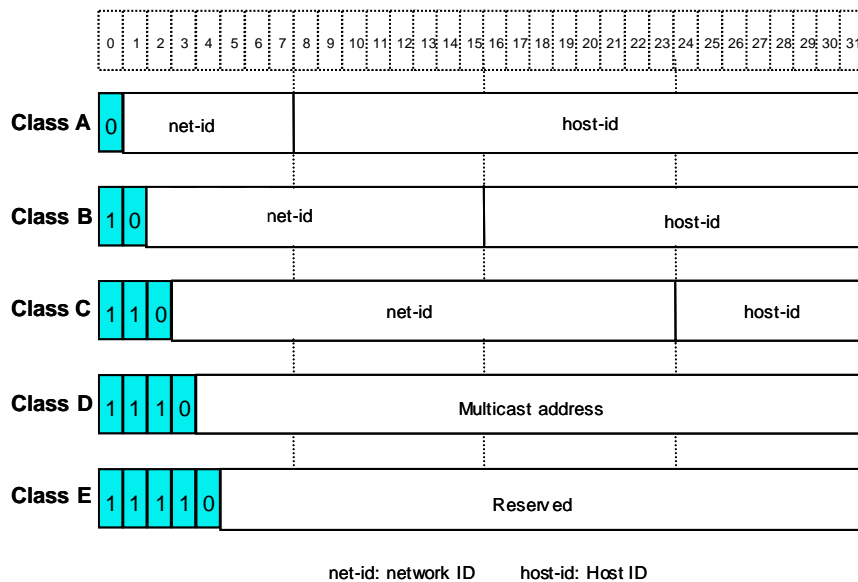 0 1 2 3 4 5 6 7 8 9 10 11 12 13 14 15 16 17 18 19 20 21 22 23 24 25 26 27 28 29 30 31
Class A 0 net-id host-id
Class B 1 0 net-id host-id
Class C 1 1 0 net-id host-id
Class D 1 1 1 0 Multicast address
Class E 1 1 1 1 0 Reserved
net-id: network ID host-id: Host ID